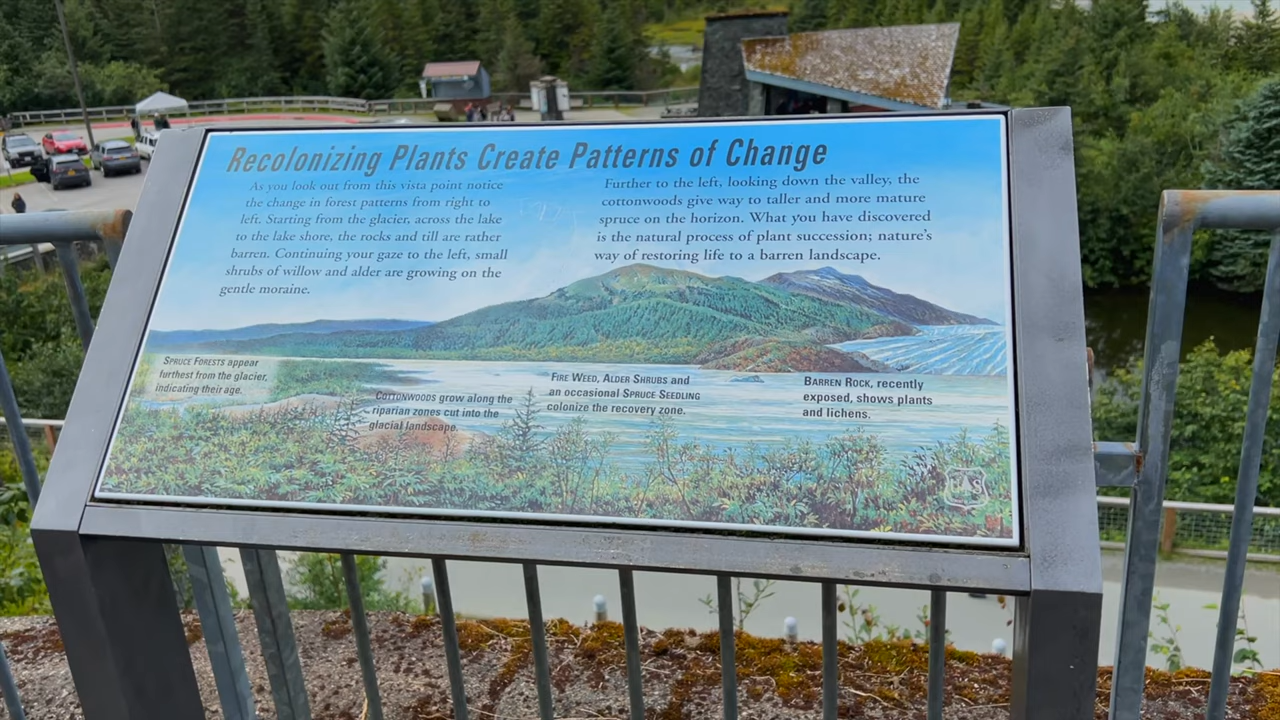 Recolonizing Plants Create Patterns of Change
As you look out from this vista point notice
the change in forest patterns from right to
left. Starting from the glacier, across the lake
to the lake shore, the rocks and till are rather
barren. Continuing your gaze to the left, small
shrubs of willow and alder are growing on the
gentle moraine.
Further to the left, looking down the valley, the
cottonwoods give way to taller and more mature
spruce on the horizon. What you have discovered
is the natural process of plant succession; nature's
way of restoring life to a barren landscape.
SPRUCE FORESTS appear
furthest from the glacier,
indicating their age.
COTTONWOODS grow along the
riparian zones cut into the
glacial landscape.
FIRE WEED, ALDER SHRUBS and
an occasional SPRUCE SEEDLING
colonize the recovery zone.
BARREN ROCK, recently
exposed, shows plants
and lichens.